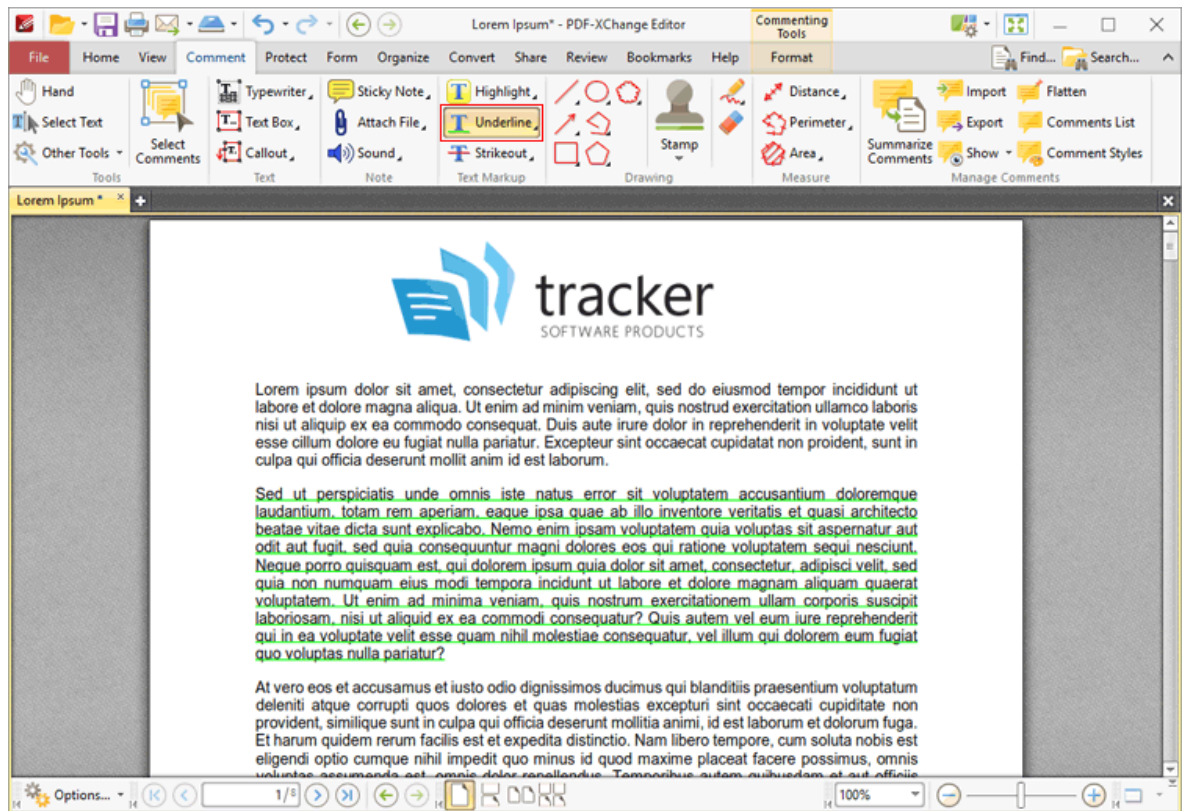 Lorem Ipsum* - PDF-XChange Editor
Commenting
Tools
File Home View Comment Protect Form Organize Convert Share Review Bookmarks Help Format Find... Search...
Hand
Select Text
Other Tools
Select
Comments
Tools
Typewriter
Text Box
Callout
Text
Sticky Note
Attach File
Sound
Note
Highlight
Underline
Strikeout
Text Markup
Stamp
Drawing
Distance
Perimeter
Area
Measure
Summarize
Comments
Import
Export
Show
Flatten
Comments List
Comment Styles
Manage Comments
Lorem Ipsum *
tracker
SOFTWARE PRODUCTS
Lorem ipsum dolor sit amet, consectetur adipiscing elit, sed do eiusmod tempor incididunt ut
labore et dolore magna aliqua. Ut enim ad minim veniam, quis nostrud exercitation ullamco laboris
nisi ut aliquip ex ea commodo consequat. Duis aute irure dolor in reprehenderit in voluptate velit
esse cillum dolore eu fugiat nulla pariatur. Excepteur sint occaecat cupidatat non proident, sunt in
culpa qui officia deserunt mollit anim id est laborum.
Sed ut perspiciatis unde omnis iste natus error sit voluptatem accusantium doloremque
laudantium, totam rem aperiam, eaque ipsa quae ab illo inventore veritatis et quasi architecto
beatae vitae dicta sunt explicabo. Nemo enim ipsam voluptatem quia voluptas sit aspernatur aut
odit aut fugit, sed quia consequuntur magni dolores eos qui ratione voluptatem sequi nesciunt.
Neque porro quisquam est, qui dolorem ipsum quia dolor sit amet, consectetur, adipisci velit, sed
quia non numquam eius modi tempora incidunt ut labore et dolore magnam aliquam quaerat
voluptatem. Ut enim ad minima veniam, quis nostrum exercitationem ullam corporis suscipit
laboriosam, nisi ut aliquid ex ea commodi consequatur? Quis autem vel eum iure reprehenderit
qui in ea voluptate velit esse quam nihil molestiae consequatur, vel illum qui dolorem eum fugiat
quo voluptas nulla pariatur?
At vero eos et accusamus et iusto odio dignissimos ducimus qui blanditiis praesentium voluptatum
deleniti atque corrupti quos dolores et quas molestias excepturi sint occaecati cupiditate non
provident, similique sunt in culpa qui officia deserunt mollitia animi, id est laborum et dolorum fuga.
Et harum quidem rerum facilis est et expedita distinctio. Nam libero tempore, cum soluta nobis est
eligendi optio cumque nihil impedit quo minus id quod maxime placeat facere possimus, omnis
voluptas assumenda est, omnis dolor repellendus. Temporibus autem quibusdam et aut officiis
Options... 1/8 100%